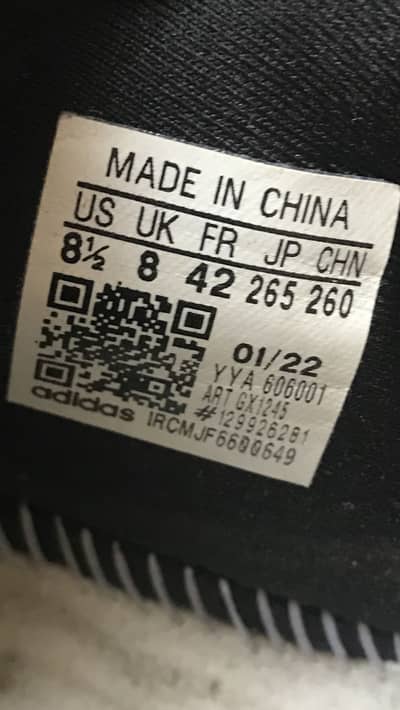 MADE IN CHINA
US UK FR JP CHN
8½ 8 42 265 260
01/22
YYA 606001
ART GX1245
#129926281
adidas IRCMJF6600649